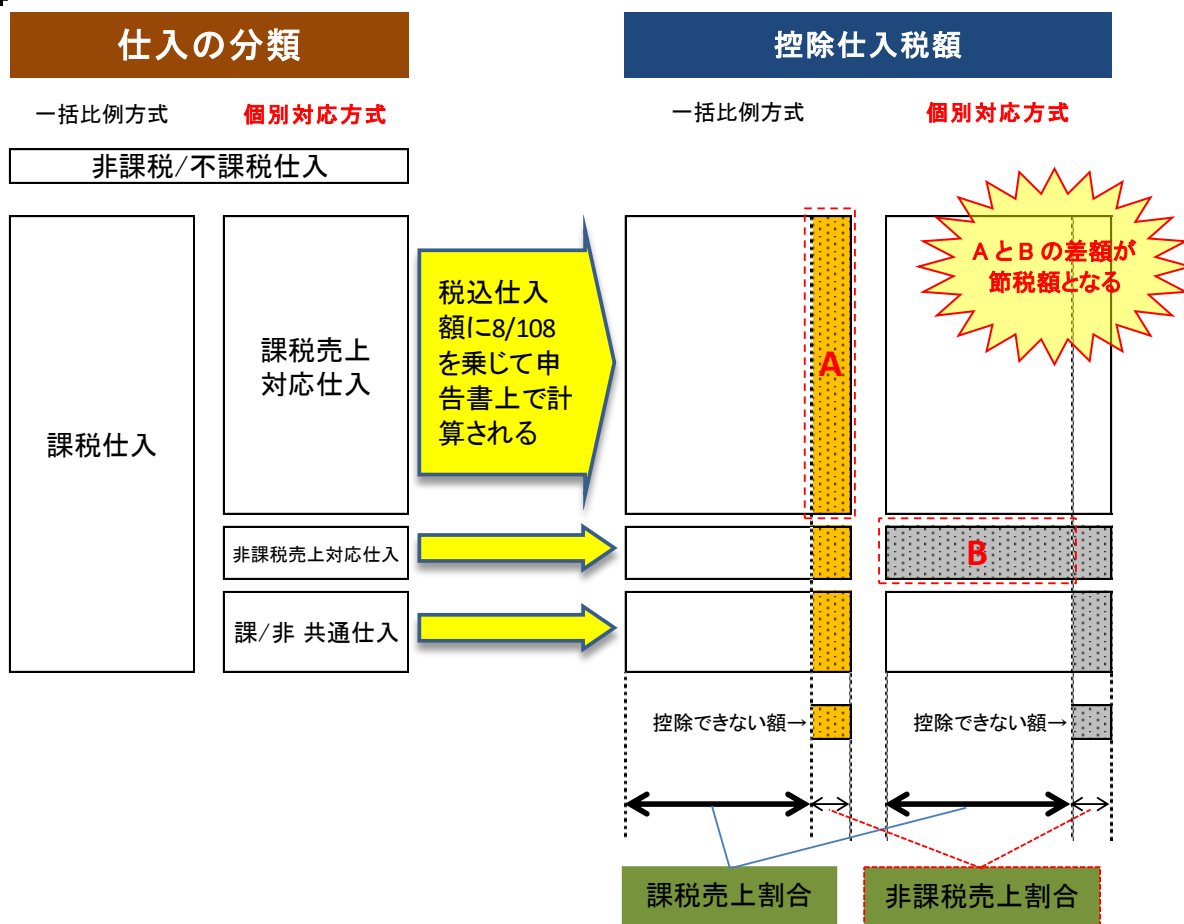 仕入の分類
控除仕入税額
一括比例方式
個別対応方式
一括比例方式
個別対応方式
非課税/不課税仕入
課税仕入
課税売上
対応仕入
税込仕入
額に8/108
を乗じて申
告書上で計
算される
A
AとBの差額が
節税額となる
非課税売上対応仕入
B
課/非 共通仕入
控除できない額→
控除できない額→
課税売上割合
非課税売上割合